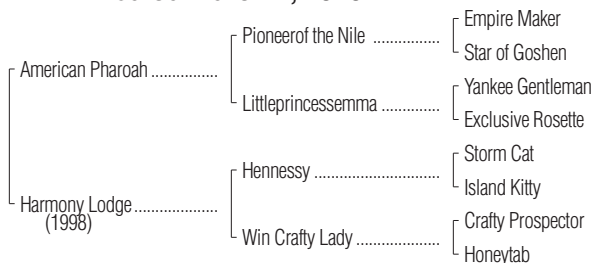 Empire Maker
Pioneerof the Nile ................
Star of Goshen
American Pharoah ................
Yankee Gentleman
Littleprincessemma ..............
Exclusive Rosette
Storm Cat
Hennessy .............................
Island Kitty
Harmony Lodge ....................
(1998)
Crafty Prospector
Win Crafty Lady ....................
Honeytab